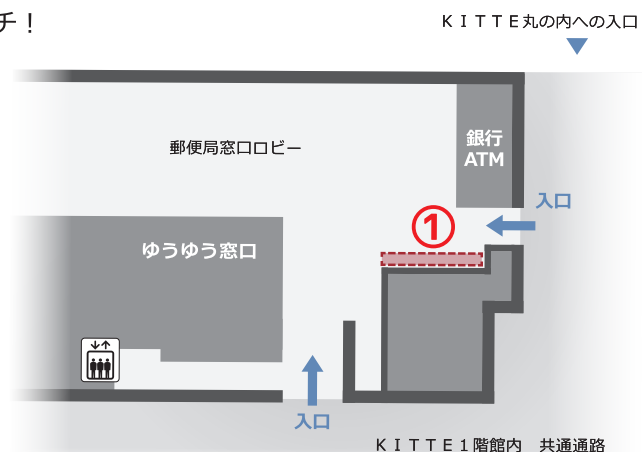 チ！
ＫＩＴＴＥ丸の内への入口
郵便局窓口ロビー
銀行
ATM
入口
①
ゆうゆう窓口
入口
ＫＩＴＴＥ１階館内　共通通路